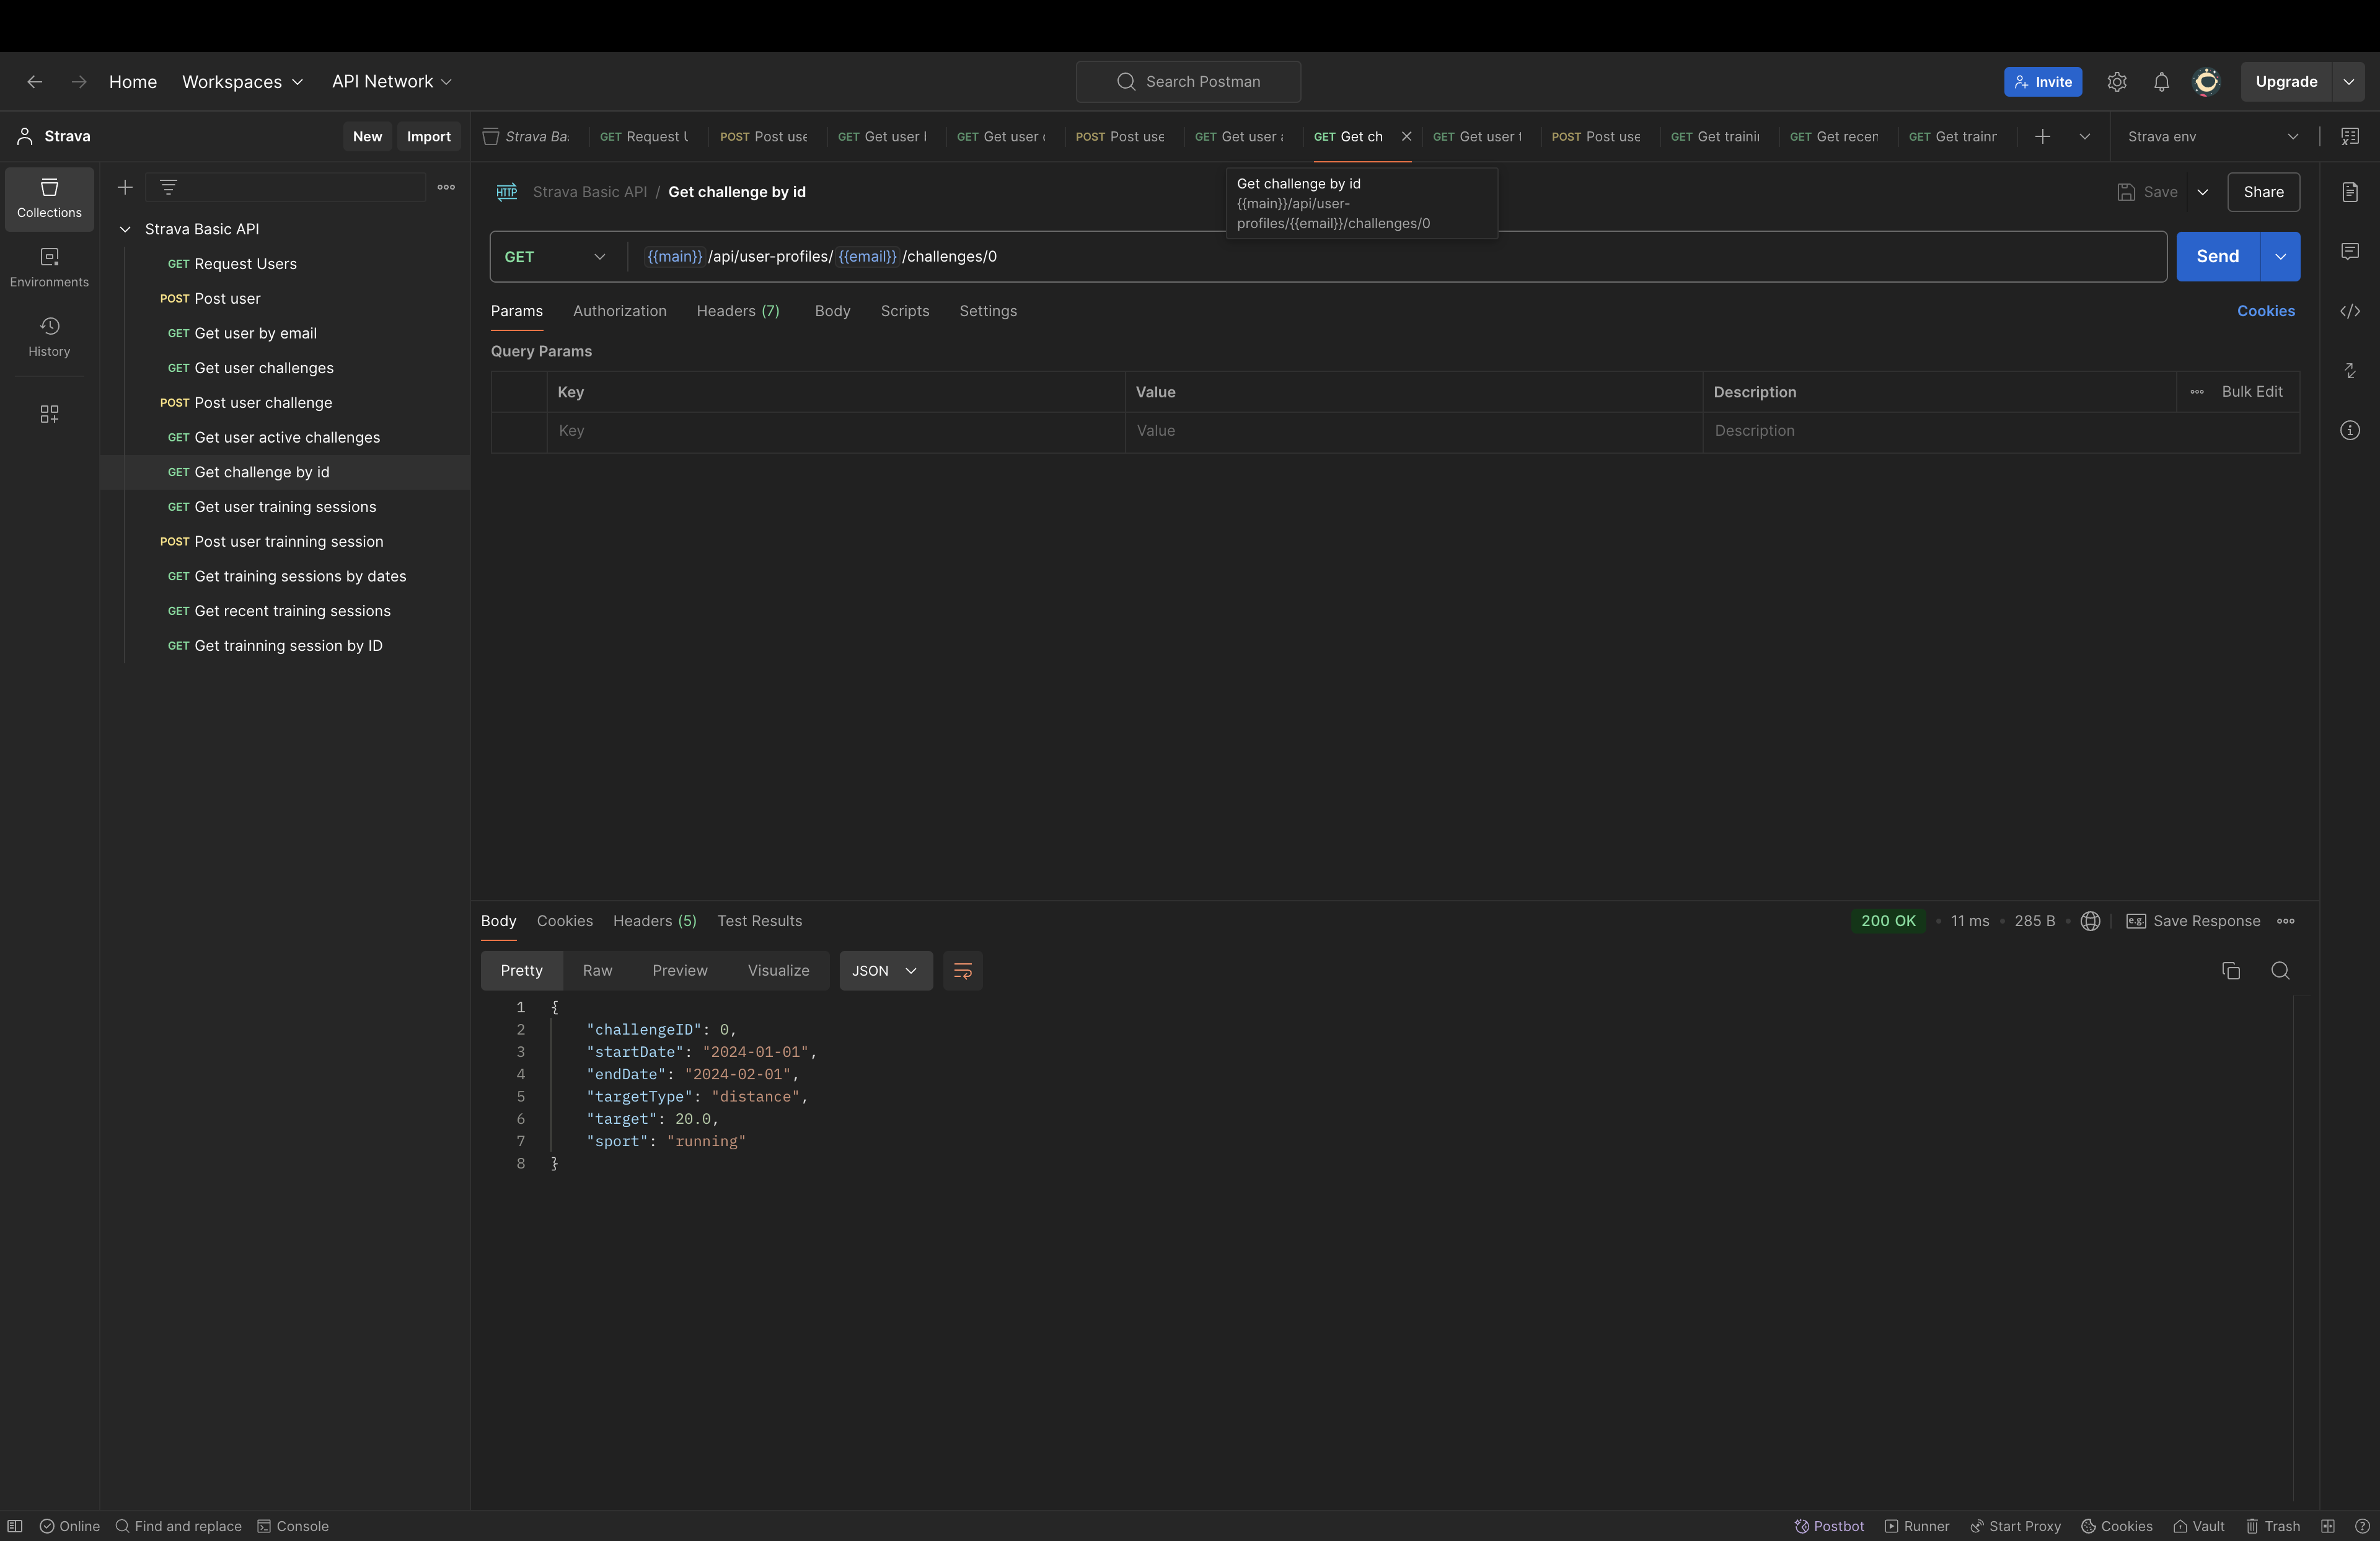 Home Workspaces API Network Search Postman Invite Upgrade
Strava New Import
Strava Ba. GET Request U POST Post use GET Get user GET Get user POST Post use GET Get user GET Get ch GET Get user POST Post use GET Get traini GET Get recen GET Get trainr Strava env
Collections
Environments
History
Strava Basic API
GET Request Users
POST Post user
GET Get user by email
GET Get user challenges
POST Post user challenge
GET Get user active challenges
GET Get challenge by id
GET Get user training sessions
POST Post user trainning session
GET Get training sessions by dates
GET Get recent training sessions
GET Get trainning session by ID
HTTP Strava Basic API / Get challenge by id
Get challenge by id
{{main}}/api/user-
profiles/{{email}}/challenges/0
Save Share
GET {{main}} /api/user-profiles/ {{email}} /challenges/0 Send
Params Authorization Headers (7) Body Scripts Settings Cookies
Query Params
Key Value Description Bulk Edit
Key Value Description
Body Cookies Headers (5) Test Results 200 OK • 11 ms • 285 B • e.g. Save Response
Pretty Raw Preview Visualize JSON
1 {
2 "challengeID": 0,
3 "startDate": "2024-01-01",
4 "endDate": "2024-02-01",
5 "targetType": "distance",
6 "target": 20.0,
7 "sport": "running"
8 }
Online Find and replace Console Postbot Runner Start Proxy Cookies Vault Trash